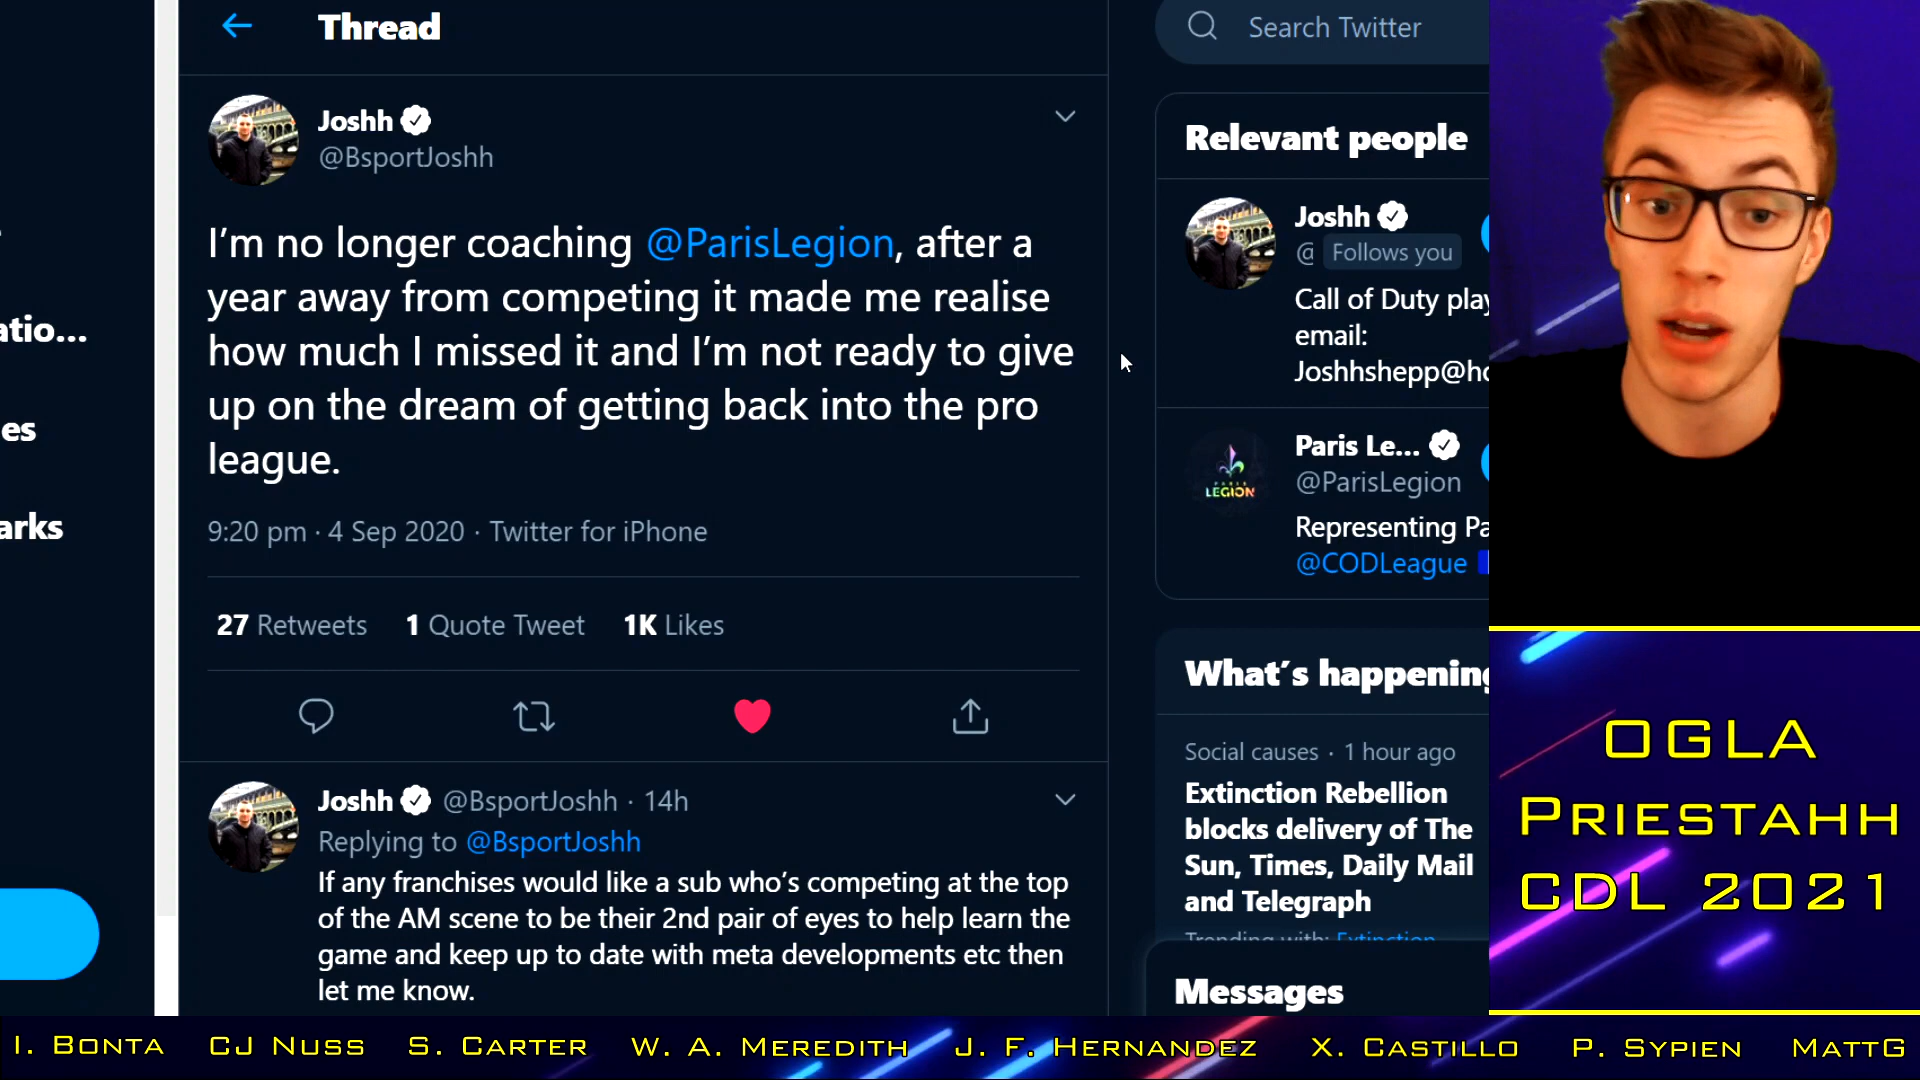 Thread
Search Twitter
Joshh
@BsportJoshh
I'm no longer coaching @ParisLegion, after a
year away from competing it made me realise
how much I missed it and I'm not ready to give
up on the dream of getting back into the pro
league.
9:20 pm · 4 Sep 2020 · Twitter for iPhone
27 Retweets 1 Quote Tweet 1K Likes
Joshh @BsportJoshh · 14h
Replying to @BsportJoshh
If any franchises would like a sub who's competing at the top
of the AM scene to be their 2nd pair of eyes to help learn the
game and keep up to date with meta developments etc then
let me know.
atio...
es
arks
Relevant people
Joshh
@ Follows you
Call of Duty play
email:
Joshhshepp@ho
Paris Le...
@ParisLegion
PARIS
LEGION
Representing Pa
@CODLeague
What's happening
Social causes · 1 hour ago
Extinction Rebellion
blocks delivery of The
Sun, Times, Daily Mail
and Telegraph
Trending with: Extinction
Messages
OGLA
Priestahh
CDL 2021
I. Bonta CJ Nuss S. Carter W. A. Meredith J. F. Hernandez X. Castillo P. Sypien MattG